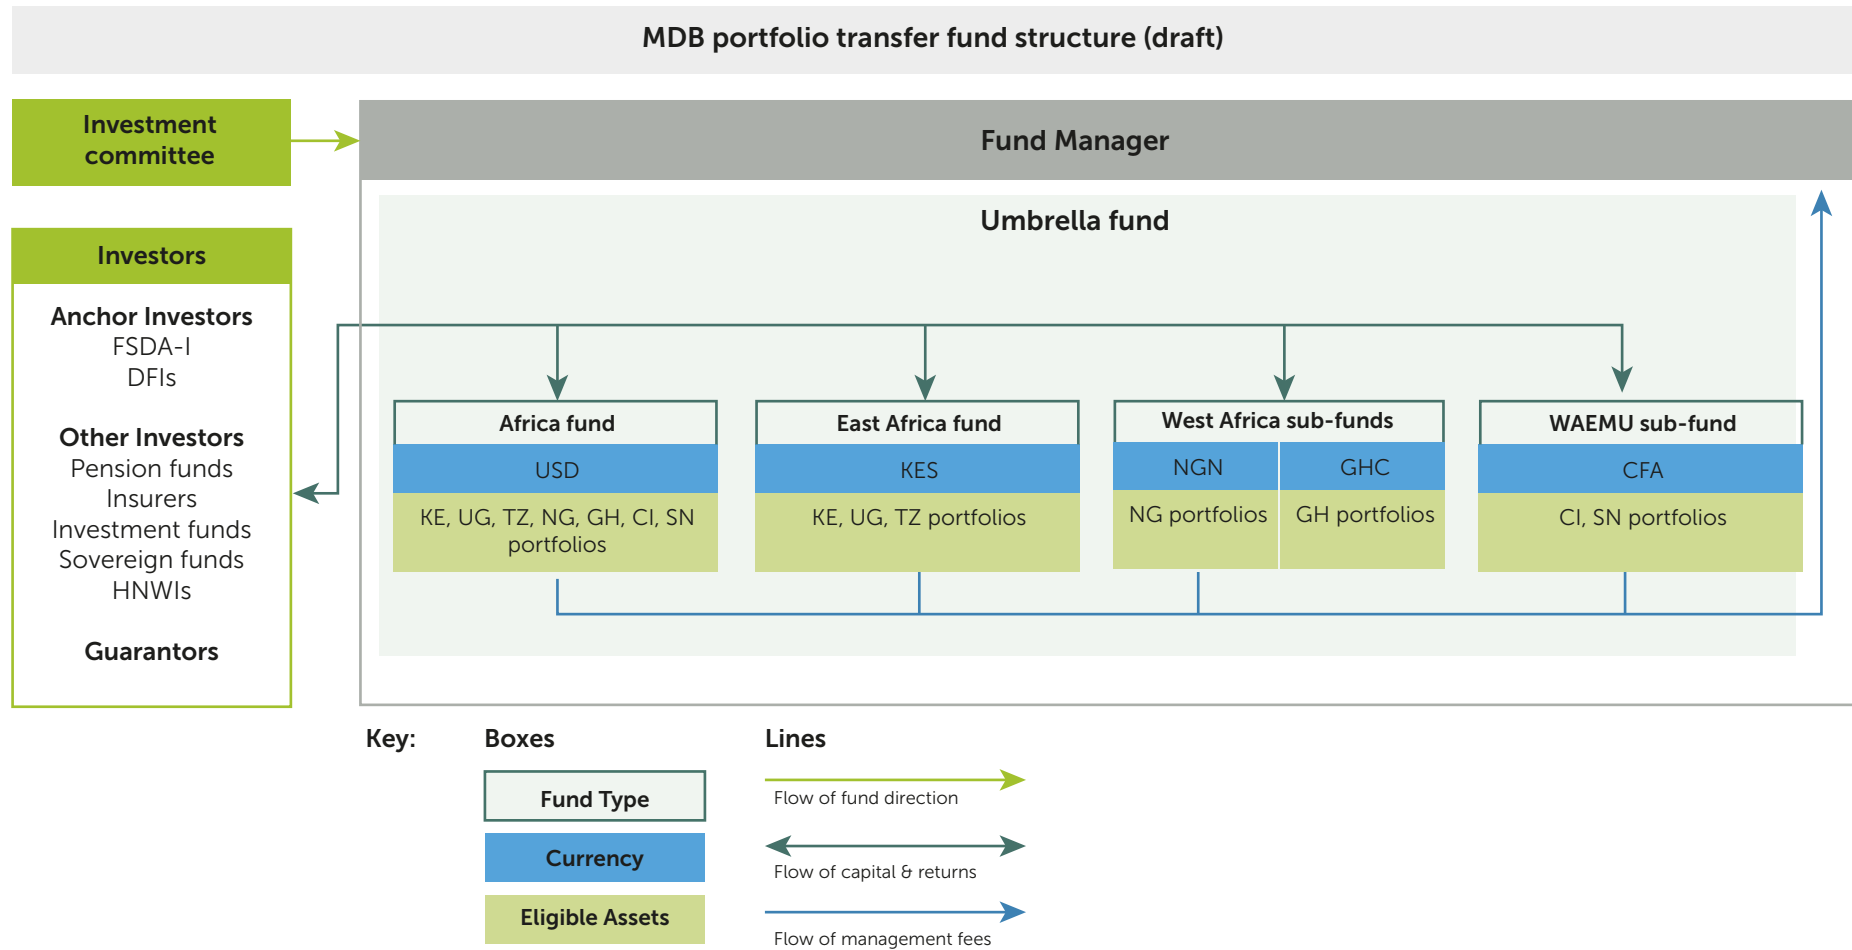 MDB portfolio transfer fund structure (draft)
Investment
committee
Fund Manager
Umbrella fund
Investors
Anchor Investors
FSDA-I
DFIs
Other Investors
Pension funds
Insurers
Investment funds
Sovereign funds
HNWIs
Guarantors
Africa fund
USD
KE, UG, TZ, NG, GH, CI, SN
portfolios
East Africa fund
KES
KE, UG, TZ portfolios
West Africa sub-funds
NGN
GHC
NG portfolios
GH portfolios
WAEMU sub-fund
CFA
CI, SN portfolios
Key:
Boxes
Fund Type
Currency
Eligible Assets
Lines
Flow of fund direction
Flow of capital & returns
Flow of management fees